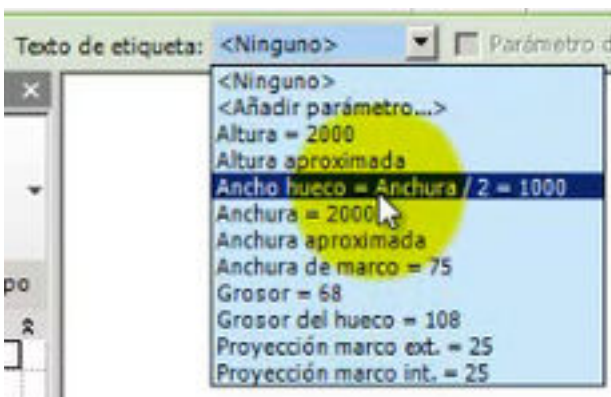 Texto de etiqueta: <Ninguno> Parámetro d
<Ninguno>
<Añadir parámetro...>
Altura = 2000
Altura aproximada
Ancho hueco = Anchura / 2 = 1000
Anchura = 2000
Anchura aproximada
Anchura de marco = 75
po
Grosor = 68
Grosor del hueco = 108
Proyección marco ext. = 25
Proyección marco int. = 25